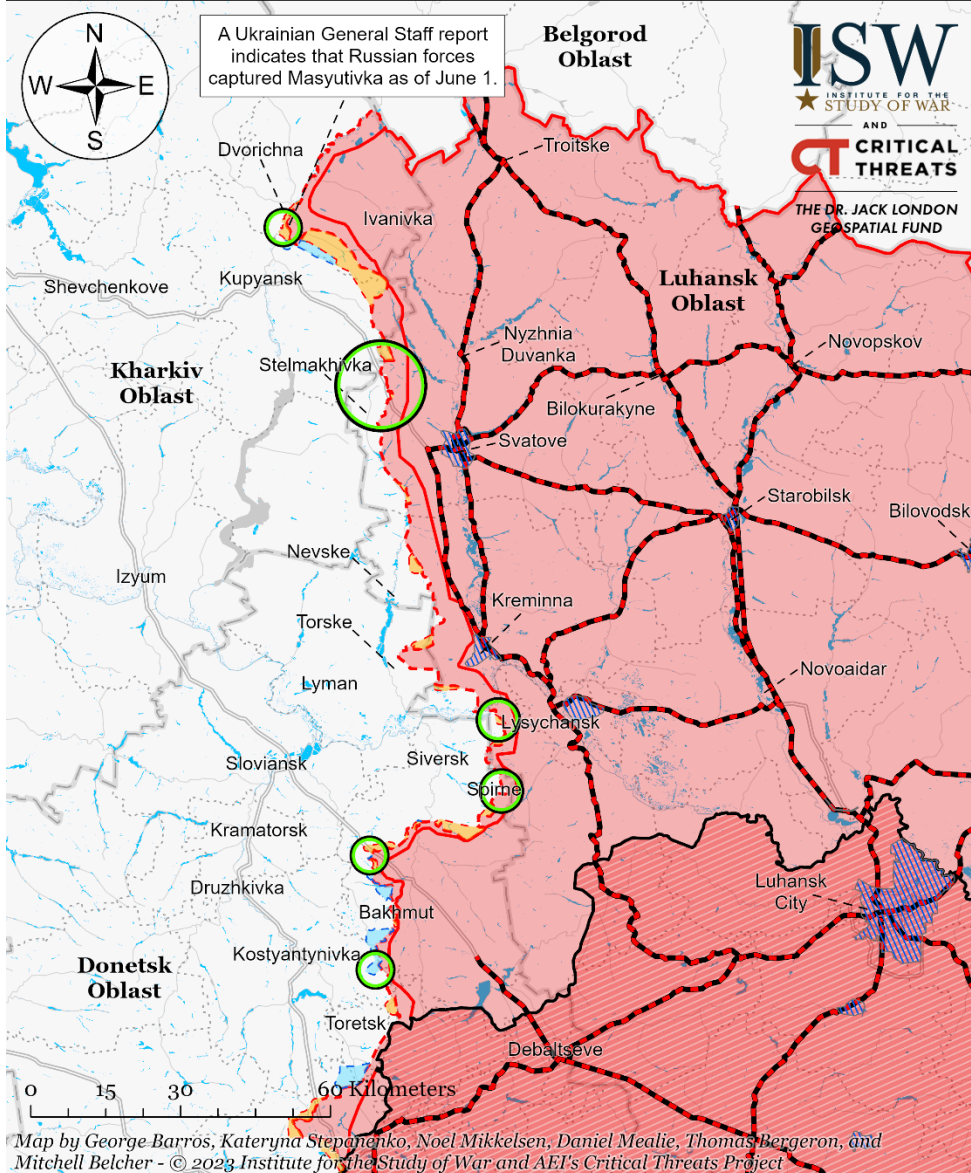 N
W
E
S
A Ukrainian General Staff report
indicates that Russian forces
captured Masyutivka as of June 1.
Belgorod
Oblast
ISW
INSTITUTE FOR THE
STUDY OF WAR
AND
CT CRITICAL
THREATS
THE DR. JACK LONDON
GEOSPATIAL FUND
Dvorichna
Troitske
Ivanivka
Kupyansk
Shevchenkove
Luhansk
Oblast
Nyzhnia
Duvanka
Novopskov
Stelmakhivka
Kharkiv
Oblast
Bilokurakyne
Svatove
Starobilsk
Bilovodsk
Nevske
Izyum
Kreminna
Torske
Novoaidar
Lyman
Lysychansk
Siversk
Sloviansk
Spirne
Kramatorsk
Druzhkivka
Luhansk
City
Bakhmut
Kostyantynivka
Donetsk
Oblast
Toretsk
Debaltseve
0 15 30 60 Kilometers
Map by George Barros, Kateryna Stepanenko, Noel Mikkelsen, Daniel Mealie, Thomas Bergeron, and
Mitchell Belcher - © 2023 Institute for the Study of War and AEI's Critical Threats Project